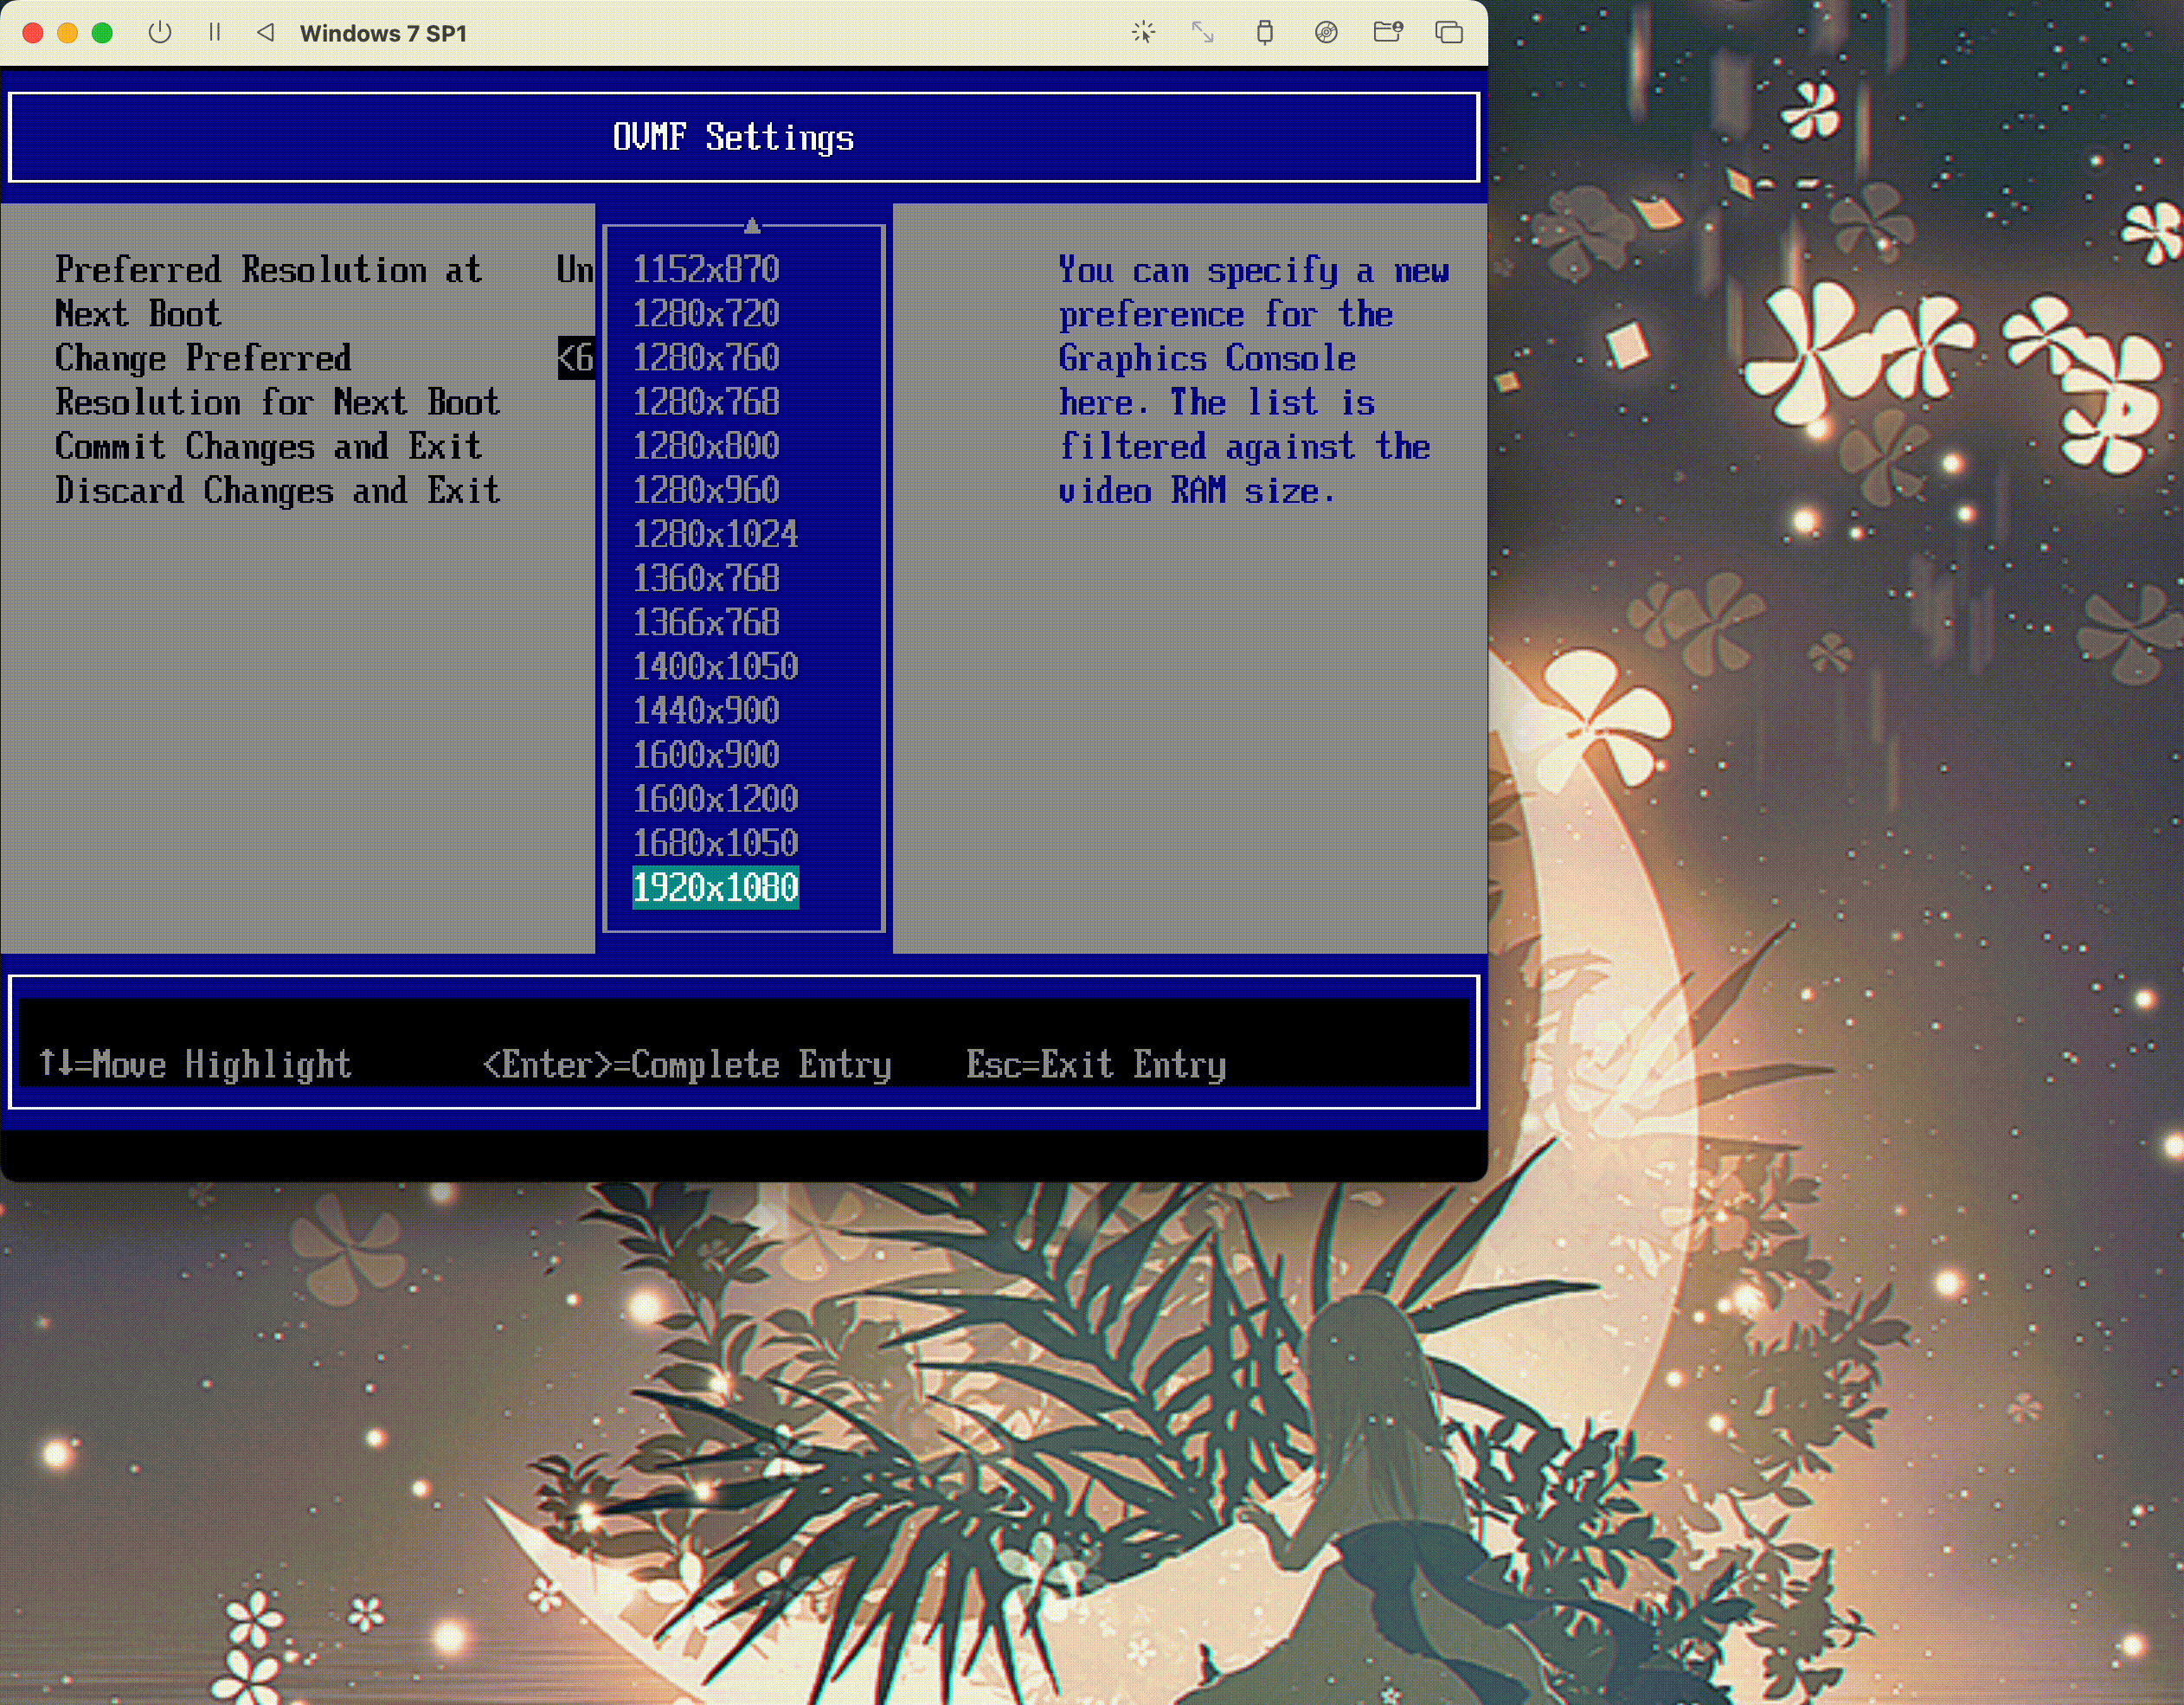 Windows 7 SP1
OVMF Settings
Preferred Resolution at Un
Next Boot
Change Preferred <6
Resolution for Next Boot
Commit Changes and Exit
Discard Changes and Exit
1152x870
1280x720
1280x760
1280x768
1280x800
1280x960
1280x1024
1360x768
1366x768
1400x1050
1440x900
1600x900
1600x1200
1680x1050
1920x1080
You can specify a new
preference for the
Graphics Console
here. The list is
filtered against the
video RAM size.
↑↓=Move Highlight <Enter>=Complete Entry Esc=Exit Entry